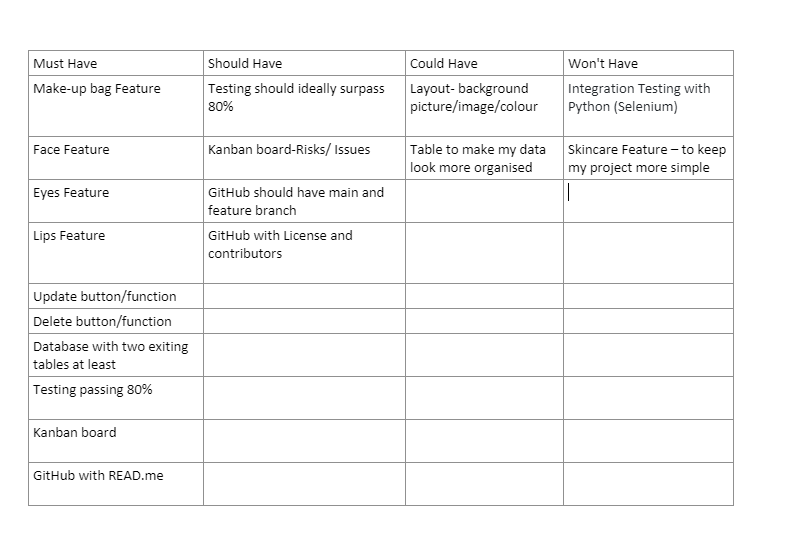 Must Have Should Have Could Have Won't Have
Make-up bag Feature Testing should ideally surpass Layout- background Integration Testing with
80% picture/image/colour Python (Selenium)
Face Feature Kanban board-Risks/ Issues Table to make my data Skincare Feature – to keep
look more organised my project more simple
Eyes Feature GitHub should have main and
feature branch
Lips Feature GitHub with License and
contributors
Update button/function
Delete button/function
Database with two exiting
tables at least
Testing passing 80%
Kanban board
GitHub with READ.me